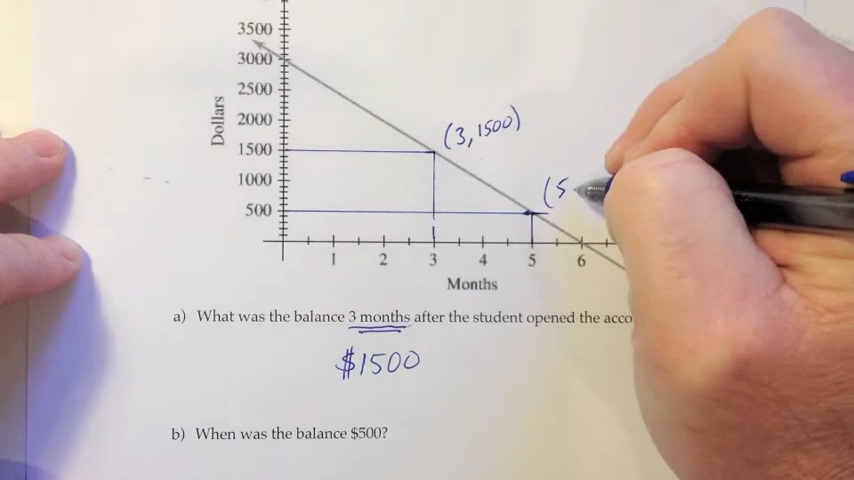 3500
3000
2500
2000
1500
1000
500
Dollars
(3, 1500)
(5
1 2 3 4 5 6
Months
a) What was the balance 3 months after the student opened the acco
$1500
b) When was the balance $500?